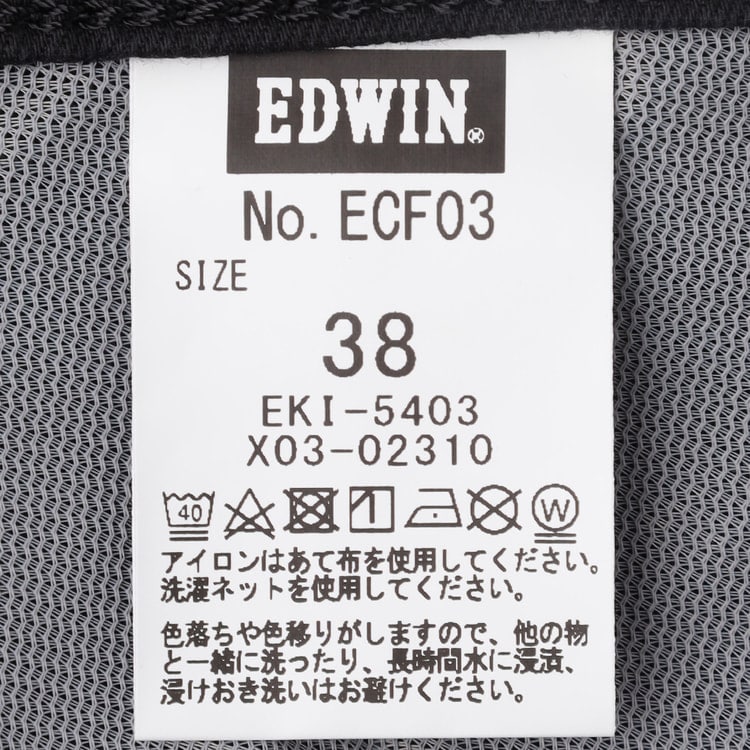 EDWIN®
No. ECF03
SIZE
38
EKI-5403
X03-02310
40
W
アイロンはあて布を使用してください。
洗濯ネットを使用してください。
色落ちや色移りがしますので、他の物
と一緒に洗ったり、長時間水に浸漬、
浸けおき洗いはお避けください。